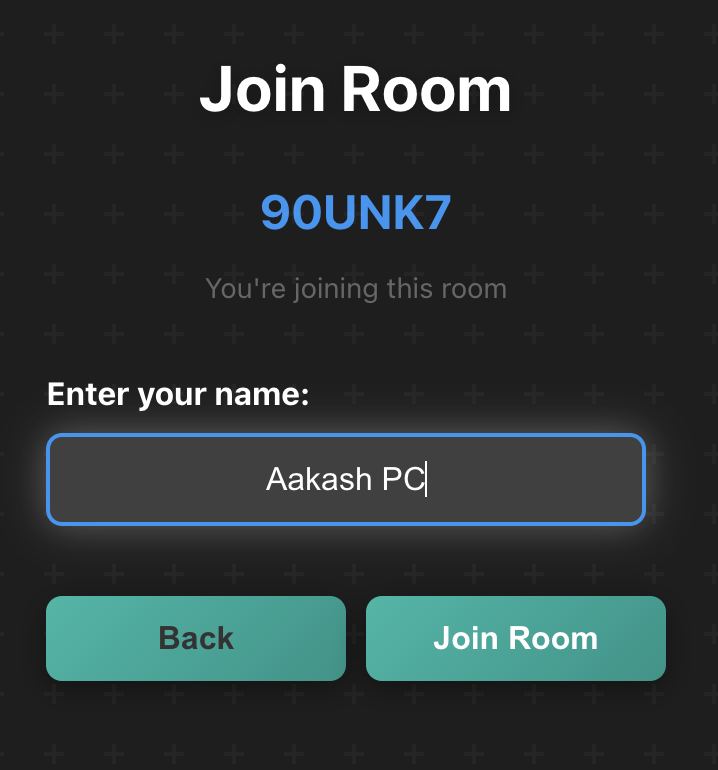 Join Room
90UNK7
You're joining this room
Enter your name:
Aakash PC
Back
Join Room